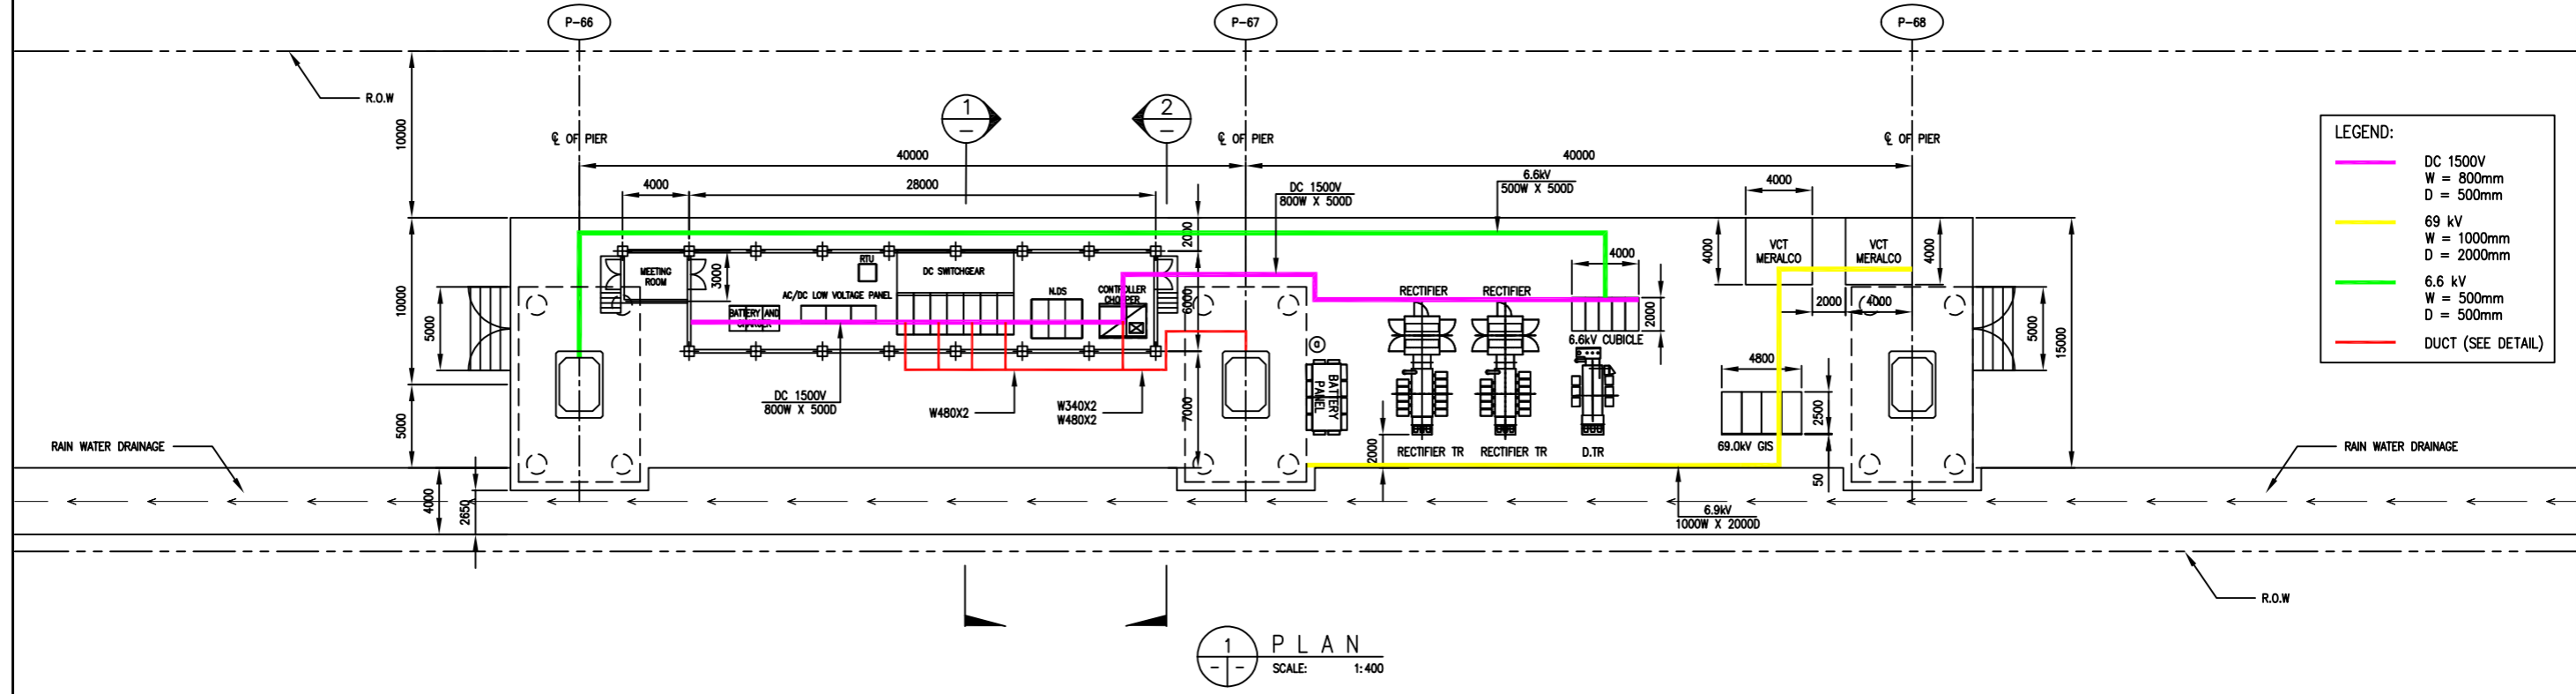 P-66
P-67
P-68
R.O.W
10000
℄ OF PIER
℄ OF PIER
℄ OF PIER
1
-
2
-
40000
40000
4000
28000
DC 1500V
800W X 500D
6.6kV
500W X 500D
4000
LEGEND:
DC 1500V
W = 800mm
D = 500mm
69 kV
W = 1000mm
D = 2000mm
6.6 kV
W = 500mm
D = 500mm
DUCT (SEE DETAIL)
2000
4000
VCT
MERALCO
VCT
MERALCO
4000
4000
MEETING
ROOM
3000
RTU
DC SWITCHGEAR
AC/DC LOW VOLTAGE PANEL
N.DS
CONTROLLER
CHOPPER
6000
BATTERY AND
CHARGER
RECTIFIER
RECTIFIER
2000
2000
4000
10000
5000
5000
15000
6.6kV CUBICLE
a
4800
BATTERY
PANEL
DC 1500V
800W X 500D
W480X2
W340X2
W480X2
7000
2500
5000
RAIN WATER DRAINAGE
2000
RECTIFIER TR
RECTIFIER TR
D.TR
69.0kV GIS
RAIN WATER DRAINAGE
50
4000
2650
6.9kV
1000W X 2000D
R.O.W
1
- -
PLAN
SCALE: 1:400